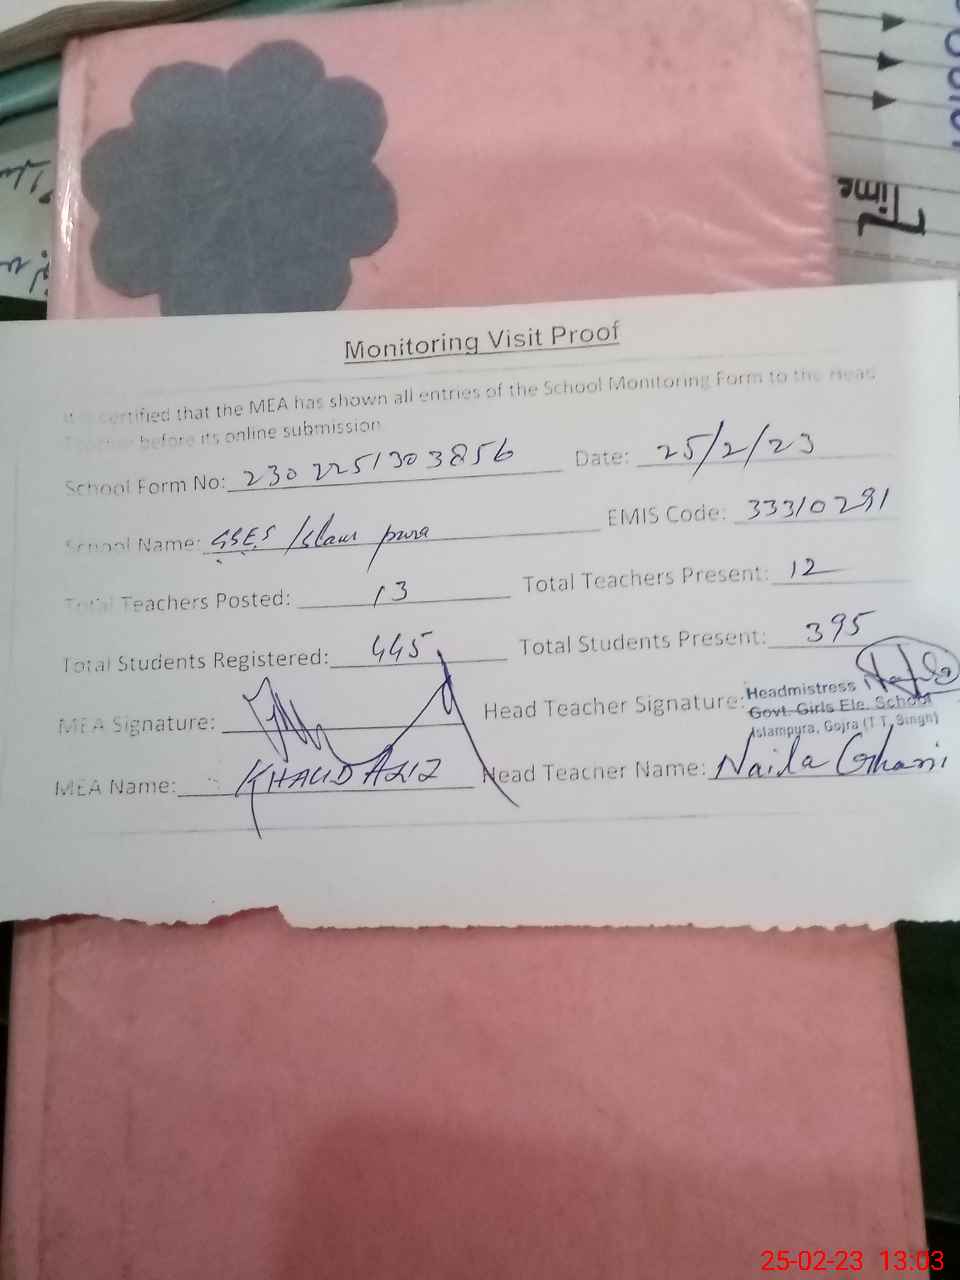 Time
Monitoring Visit Proof
It is certified that the MEA has shown all entries of the School Monitoring Form to the Head
Teacher before its online submission
School Form No: 2302251303856 Date: 25/2/23
School Name: GGES Islam pura EMIS Code: 33310291
Total Teachers Posted: 13 Total Teachers Present: 12
Total Students Registered: 445 Total Students Present: 395
MEA Signature: Head Teacher Signature: Headmistress
Govt. Girls Ele. School
Islampura, Gojra (T.T. Singh)
MEA Name: KHALID AZIZ Head Teacher Name: Naila Ghani
25-02-23 13:03